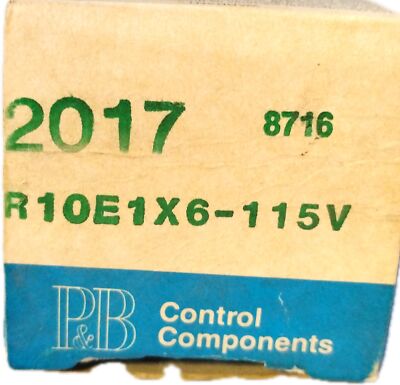 2017 8716
R10E1X6-115V
P&B Control
Components